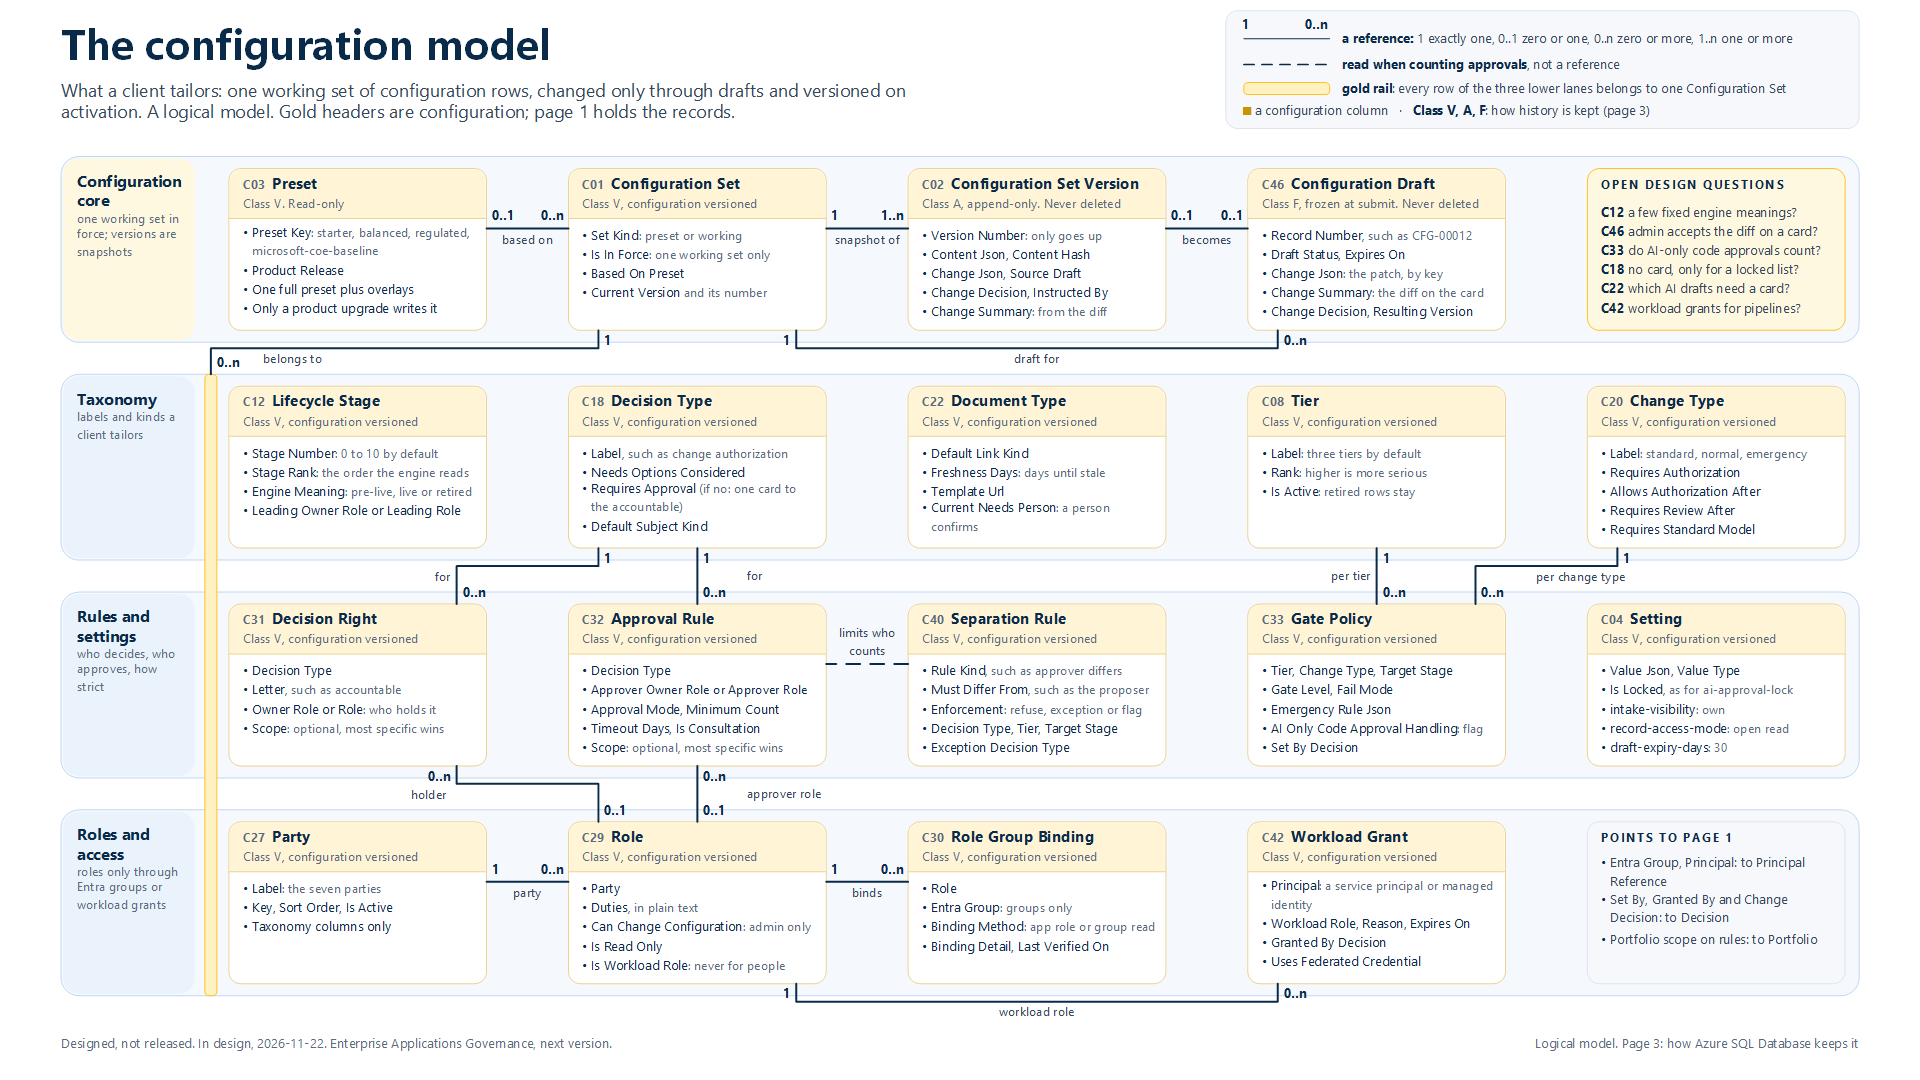 The configuration model
What a client tailors: one working set of configuration rows, changed only through drafts and versioned on
activation. A logical model. Gold headers are configuration; page 1 holds the records.
1 0..n
a reference: 1 exactly one, 0..1 zero or one, 0..n zero or more, 1..n one or more
read when counting approvals, not a reference
gold rail: every row of the three lower lanes belongs to one Configuration Set
a configuration column · Class V, A, F: how history is kept (page 3)
Configuration
core
one working set in
force; versions are
snapshots
C03 Preset
Class V. Read-only
• Preset Key: starter, balanced, regulated,
microsoft-coe-baseline
• Product Release
• One full preset plus overlays
• Only a product upgrade writes it
0..1 0..n
based on
C01 Configuration Set
Class V, configuration versioned
• Set Kind: preset or working
• Is In Force: one working set only
• Based On Preset
• Current Version and its number
1 1..n
snapshot of
C02 Configuration Set Version
Class A, append-only. Never deleted
• Version Number: only goes up
• Content Json, Content Hash
• Change Json, Source Draft
• Change Decision, Instructed By
• Change Summary: from the diff
0..1 0..1
becomes
C46 Configuration Draft
Class F, frozen at submit. Never deleted
• Record Number, such as CFG-00012
• Draft Status, Expires On
• Change Json: the patch, by key
• Change Summary: the diff on the card
• Change Decision, Resulting Version
OPEN DESIGN QUESTIONS
C12 a few fixed engine meanings?
C46 admin accepts the diff on a card?
C33 do AI-only code approvals count?
C18 no card, only for a locked list?
C22 which AI drafts need a card?
C42 workload grants for pipelines?
1
0..n
belongs to
1
0..n
draft for
Taxonomy
labels and kinds a
client tailors
C12 Lifecycle Stage
Class V, configuration versioned
• Stage Number: 0 to 10 by default
• Stage Rank: the order the engine reads
• Engine Meaning: pre-live, live or retired
• Leading Owner Role or Leading Role
C18 Decision Type
Class V, configuration versioned
• Label, such as change authorization
• Needs Options Considered
• Requires Approval (if no: one card to
the accountable)
• Default Subject Kind
C22 Document Type
Class V, configuration versioned
• Default Link Kind
• Freshness Days: days until stale
• Template Url
• Current Needs Person: a person
confirms
C08 Tier
Class V, configuration versioned
• Label: three tiers by default
• Rank: higher is more serious
• Is Active: retired rows stay
C20 Change Type
Class V, configuration versioned
• Label: standard, normal, emergency
• Requires Authorization
• Allows Authorization After
• Requires Review After
• Requires Standard Model
1
for
0..n
1
for
0..n
1
per tier
0..n
1
per change type
0..n
Rules and
settings
who decides, who
approves, how
strict
C31 Decision Right
Class V, configuration versioned
• Decision Type
• Letter, such as accountable
• Owner Role or Role: who holds it
• Scope: optional, most specific wins
C32 Approval Rule
Class V, configuration versioned
• Decision Type
• Approver Owner Role or Approver Role
• Approval Mode, Minimum Count
• Timeout Days, Is Consultation
• Scope: optional, most specific wins
limits who
counts
C40 Separation Rule
Class V, configuration versioned
• Rule Kind, such as approver differs
• Must Differ From, such as the proposer
• Enforcement: refuse, exception or flag
• Decision Type, Tier, Target Stage
• Exception Decision Type
C33 Gate Policy
Class V, configuration versioned
• Tier, Change Type, Target Stage
• Gate Level, Fail Mode
• Emergency Rule Json
• AI Only Code Approval Handling: flag
• Set By Decision
C04 Setting
Class V, configuration versioned
• Value Json, Value Type
• Is Locked, as for ai-approval-lock
• intake-visibility: own
• record-access-mode: open read
• draft-expiry-days: 30
0..n
holder
0..1
0..n
approver role
0..1
Roles and
access
roles only through
Entra groups or
workload grants
C27 Party
Class V, configuration versioned
• Label: the seven parties
• Key, Sort Order, Is Active
• Taxonomy columns only
1 0..n
party
C29 Role
Class V, configuration versioned
• Party
• Duties, in plain text
• Can Change Configuration: admin only
• Is Read Only
• Is Workload Role: never for people
1 0..n
binds
C30 Role Group Binding
Class V, configuration versioned
• Role
• Entra Group: groups only
• Binding Method: app role or group read
• Binding Detail, Last Verified On
C42 Workload Grant
Class V, configuration versioned
• Principal: a service principal or managed
identity
• Workload Role, Reason, Expires On
• Granted By Decision
• Uses Federated Credential
POINTS TO PAGE 1
• Entra Group, Principal: to Principal
Reference
• Set By, Granted By and Change
Decision: to Decision
• Portfolio scope on rules: to Portfolio
1
0..n
workload role
Designed, not released. In design, 2026-11-22. Enterprise Applications Governance, next version.
Logical model. Page 3: how Azure SQL Database keeps it